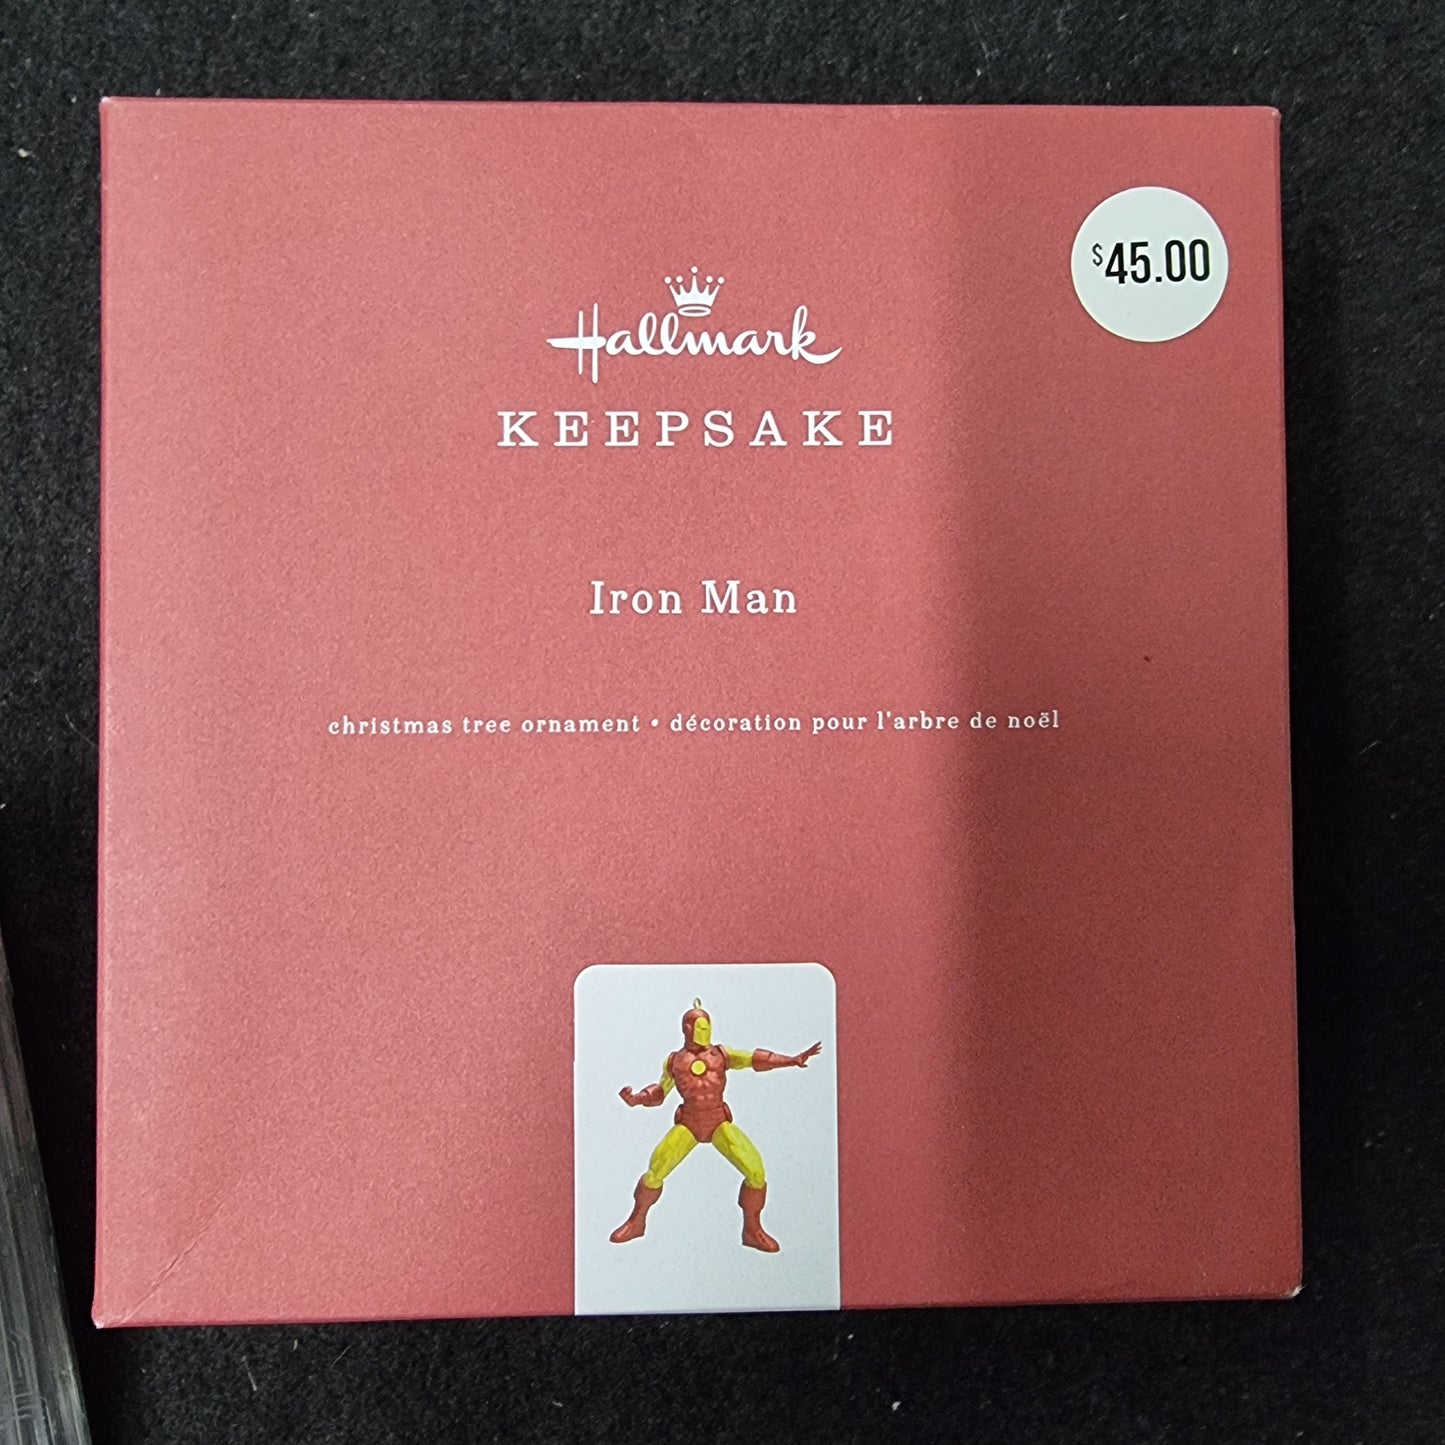 $45.00
Hallmark
KEEPSAKE
Iron Man
christmas tree ornament • décoration pour l'arbre de noël